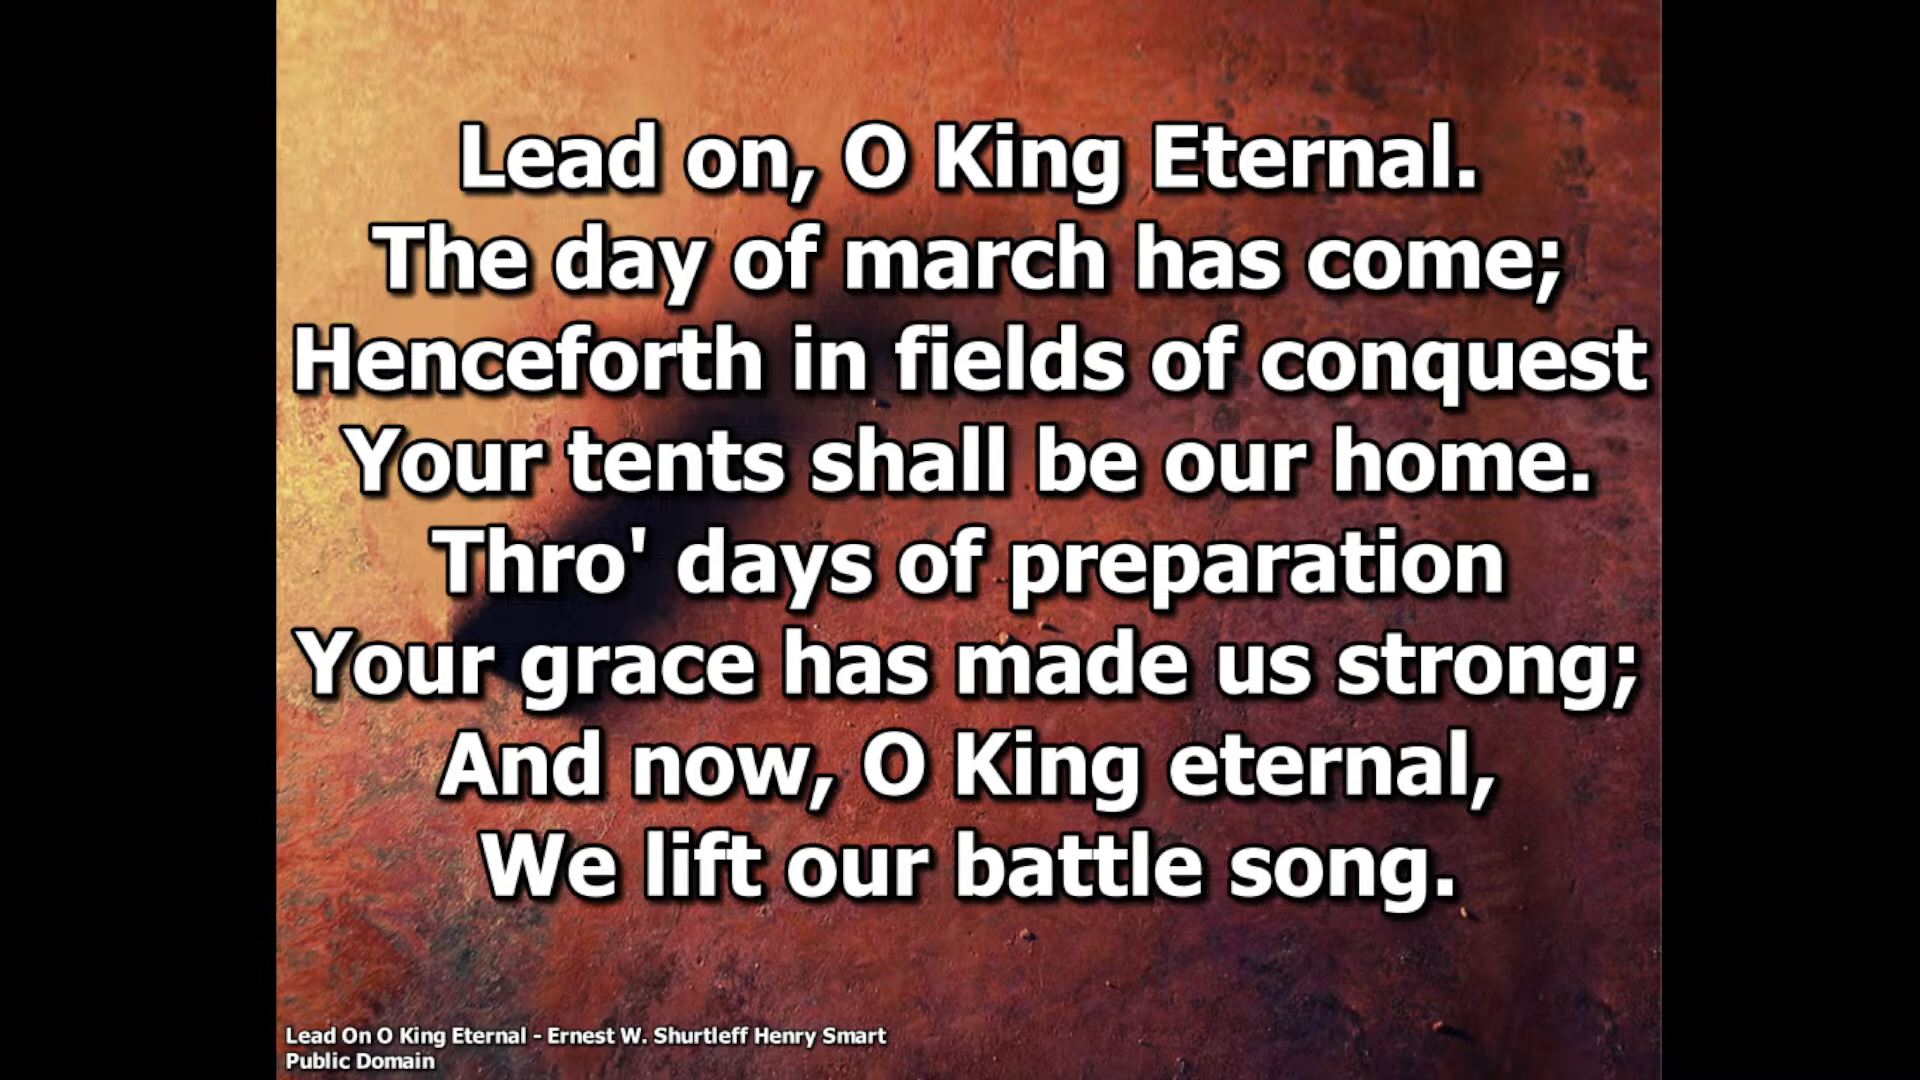 Lead on, O King Eternal.
The day of march has come;
Henceforth in fields of conquest
Your tents shall be our home.
Thro' days of preparation
Your grace has made us strong;
And now, O King eternal,
We lift our battle song.
Lead On O King Eternal - Ernest W. Shurtleff Henry Smart
Public Domain